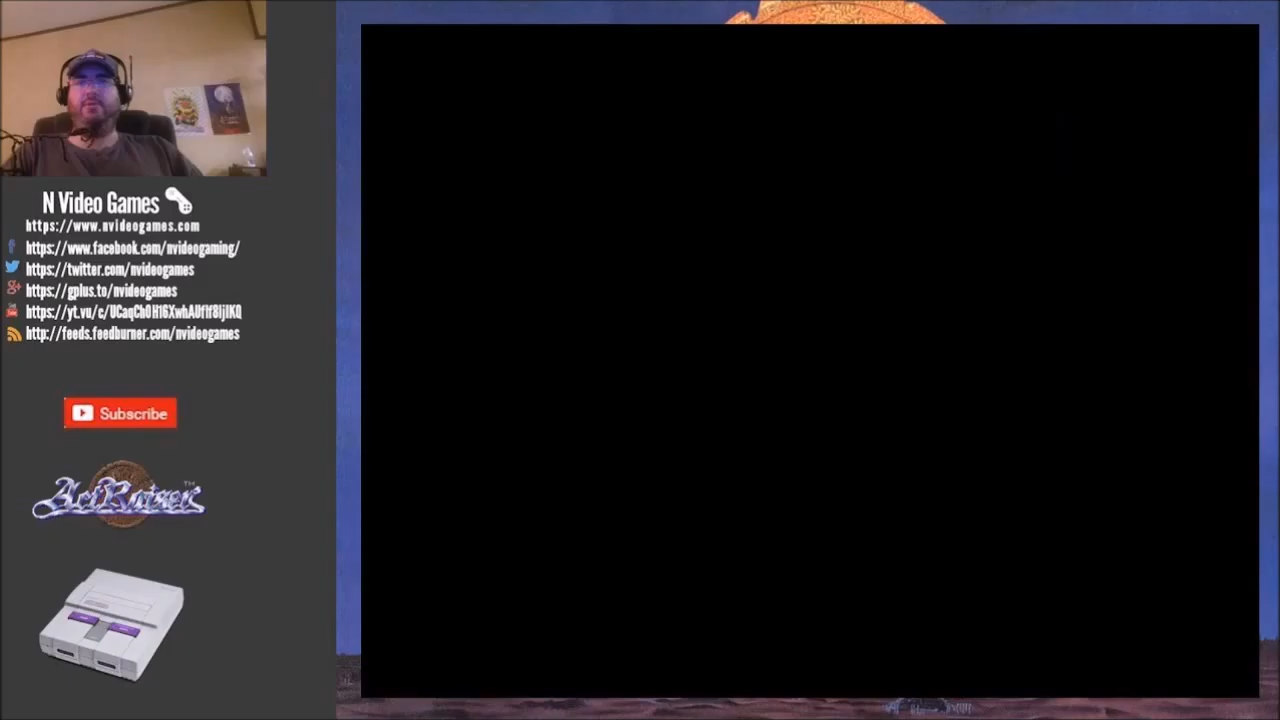 N Video Games
https://www.nvideogames.com
https://www.facebook.com/nvideogaming/
https://twitter.com/nvideogames
https://gplus.to/nvideogames
http://feeds.feedburner.com/nvideogames
Subscribe
ActRaiser™